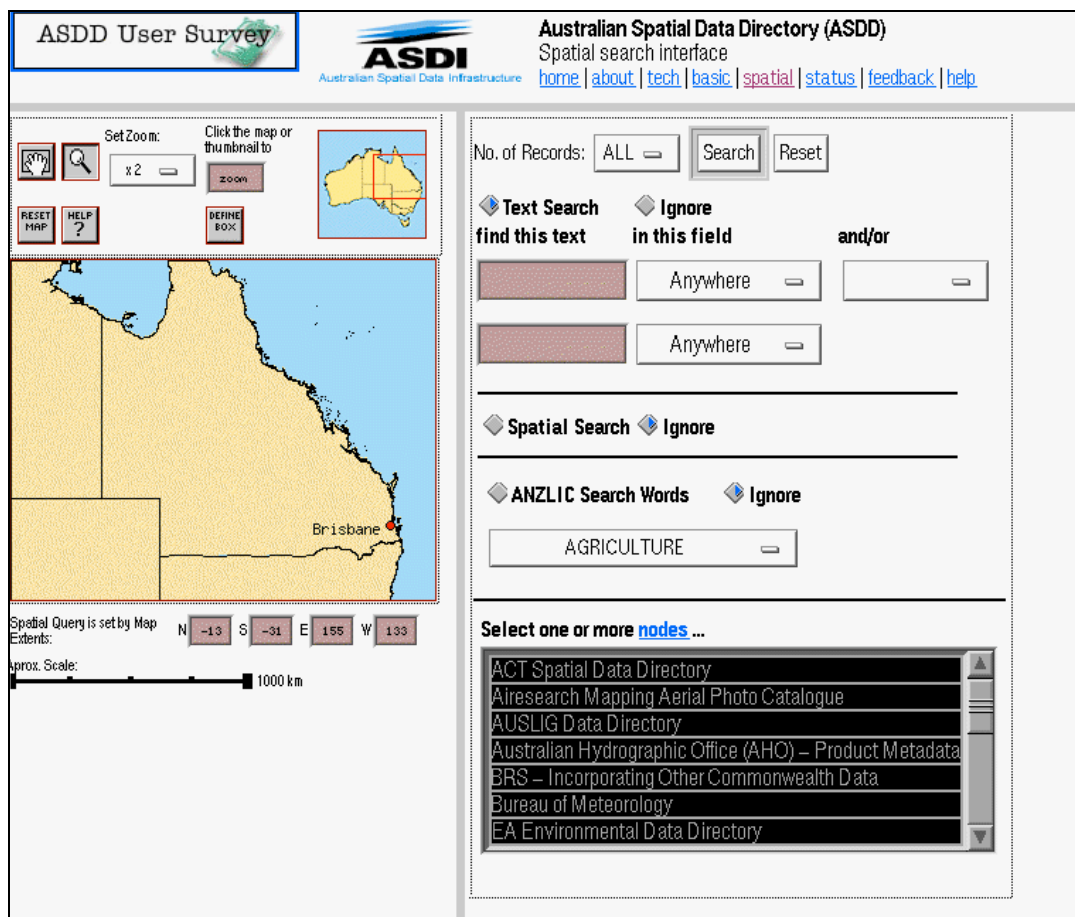 ASDD User Survey
ASDI
Australian Spatial Data Infrastructure
Australian Spatial Data Directory (ASDD)
Spatial search interface
home | about | tech | basic | spatial | status | feedback | help
Set Zoom:
x2
Click the map or
thumbnail to
zoom
RESET
MAP
HELP
?
DEFINE
BOX
Brisbane
Spatial Query is set by Map
Extents:
N -13 S -31 E 155 W 133
Aprox. Scale:
1000 km
No. of Records: ALL Search Reset
Text Search Ignore
find this text in this field and/or
Anywhere
Anywhere
Spatial Search Ignore
ANZLIC Search Words Ignore
AGRICULTURE
Select one or more nodes ...
ACT Spatial Data Directory
Airesearch Mapping Aerial Photo Catalogue
AUSLIG Data Directory
Australian Hydrographic Office (AHO) – Product Metadata
BRS – Incorporating Other Commonwealth Data
Bureau of Meteorology
EA Environmental Data Directory